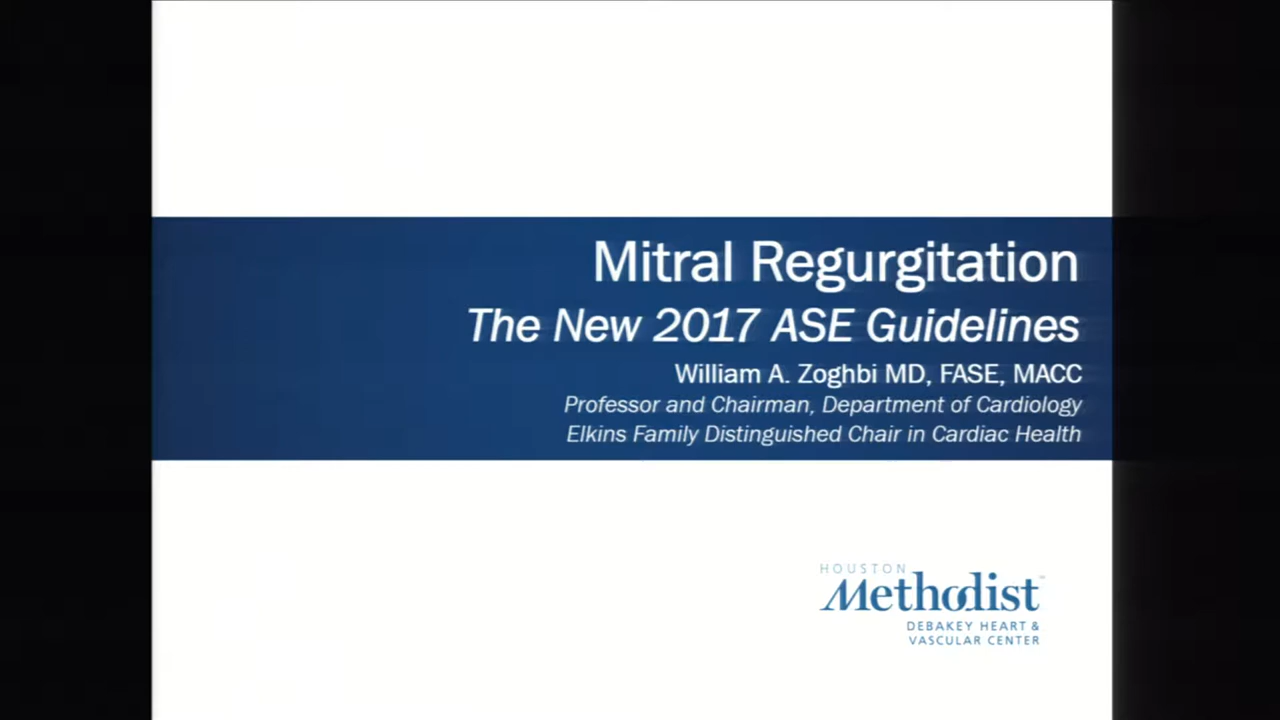 Mitral Regurgitation
The New 2017 ASE Guidelines
William A. Zoghbi MD, FASE, MACC
Professor and Chairman, Department of Cardiology
Elkins Family Distinguished Chair in Cardiac Health
HOUSTON
Methodist
DEBAKEY HEART &
VASCULAR CENTER